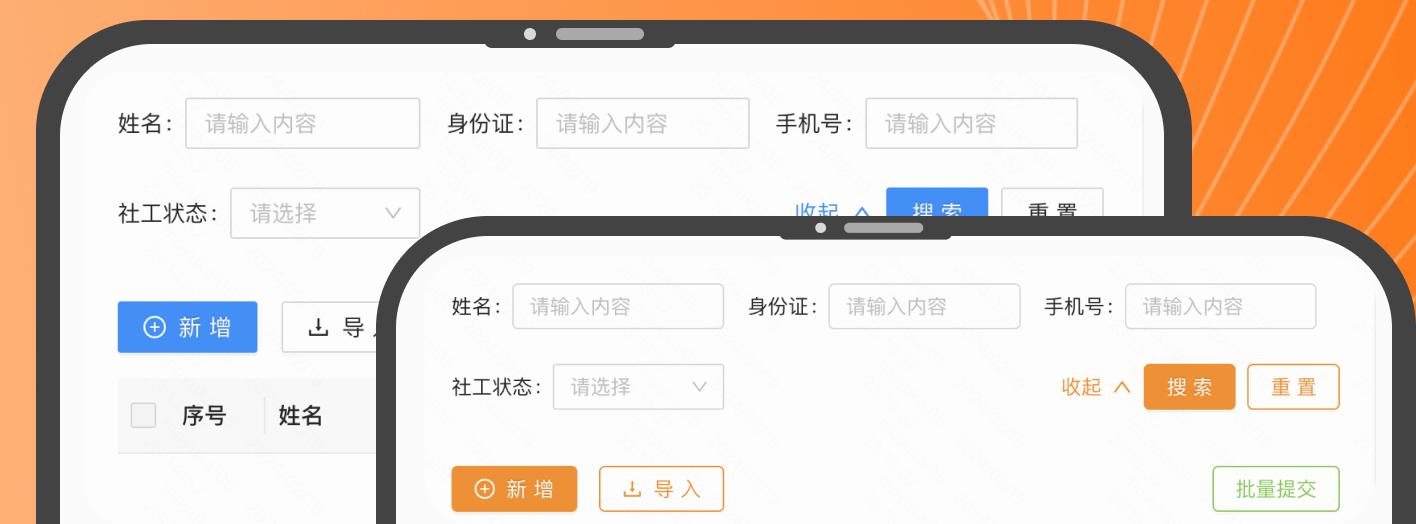 姓名: 请输入内容 身份证: 请输入内容 手机号: 请输入内容
社工状态: 请选择 收起 搜索 重置
新增 导
序号 姓名
姓名: 请输入内容 身份证: 请输入内容 手机号: 请输入内容
社工状态: 请选择 收起 搜索 重置
新增 导入 批量提交